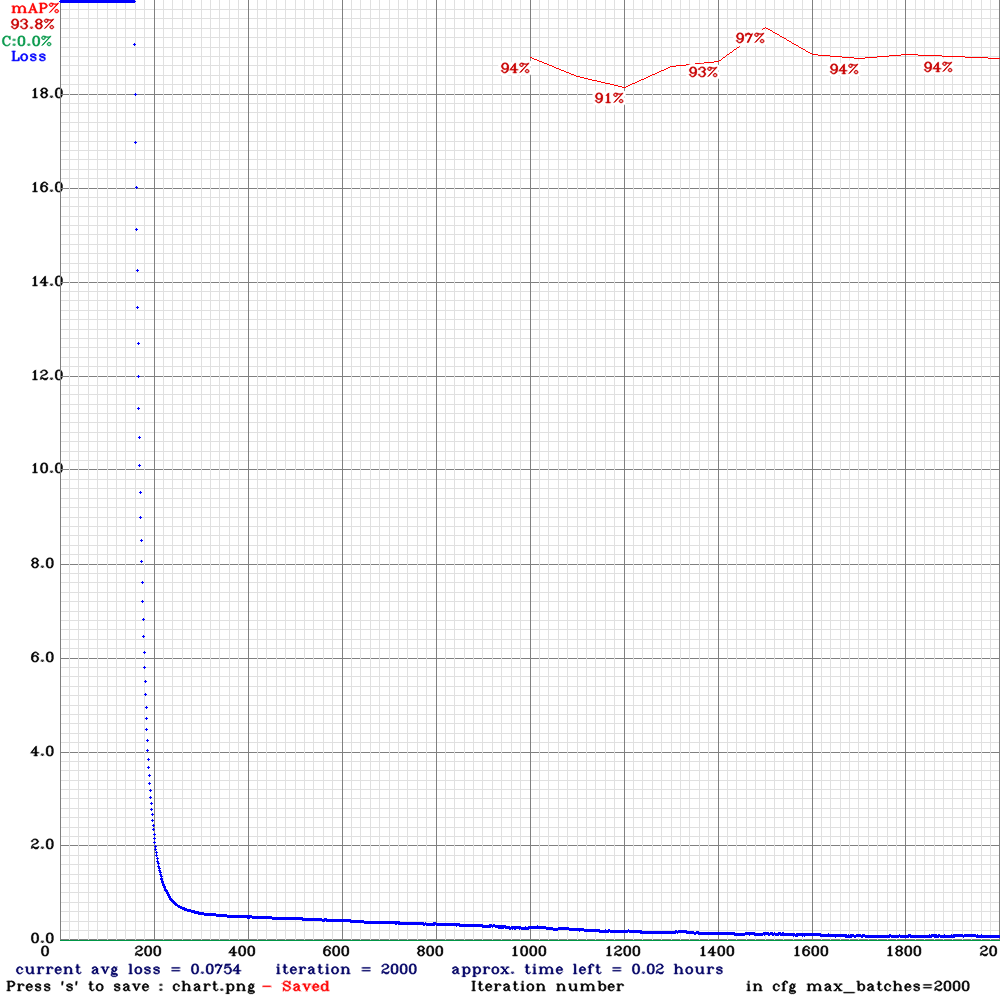 mAP%
93.8%
C:0.0%
Loss
97%
94%
93%
94%
94%
91%
18.0
16.0
14.0
12.0
10.0
8.0
6.0
4.0
2.0
0.0
0 200 400 600 800 1000 1200 1400 1600 1800 20
current avg loss = 0.0754 iteration = 2000 approx. time left = 0.02 hours
Press 's' to save : chart.png - Saved Iteration number in cfg max_batches=2000